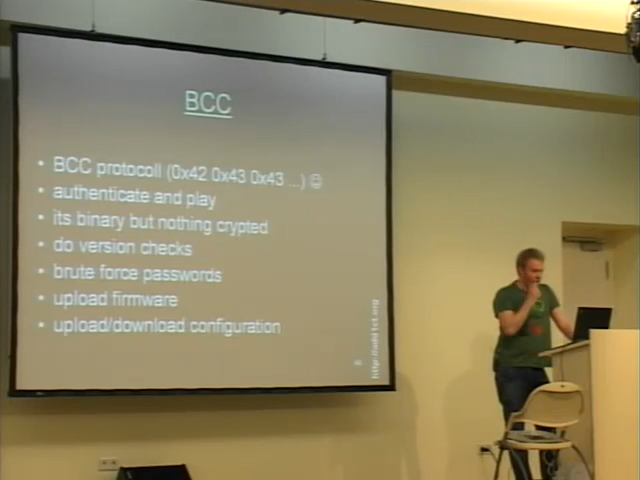 BCC
• BCC protocoll (0x42 0x43 0x43 ...) ☺
• authenticate and play
• its binary but nothing crypted
• do version checks
• brute force passwords
• upload firmware
• upload/download configuration